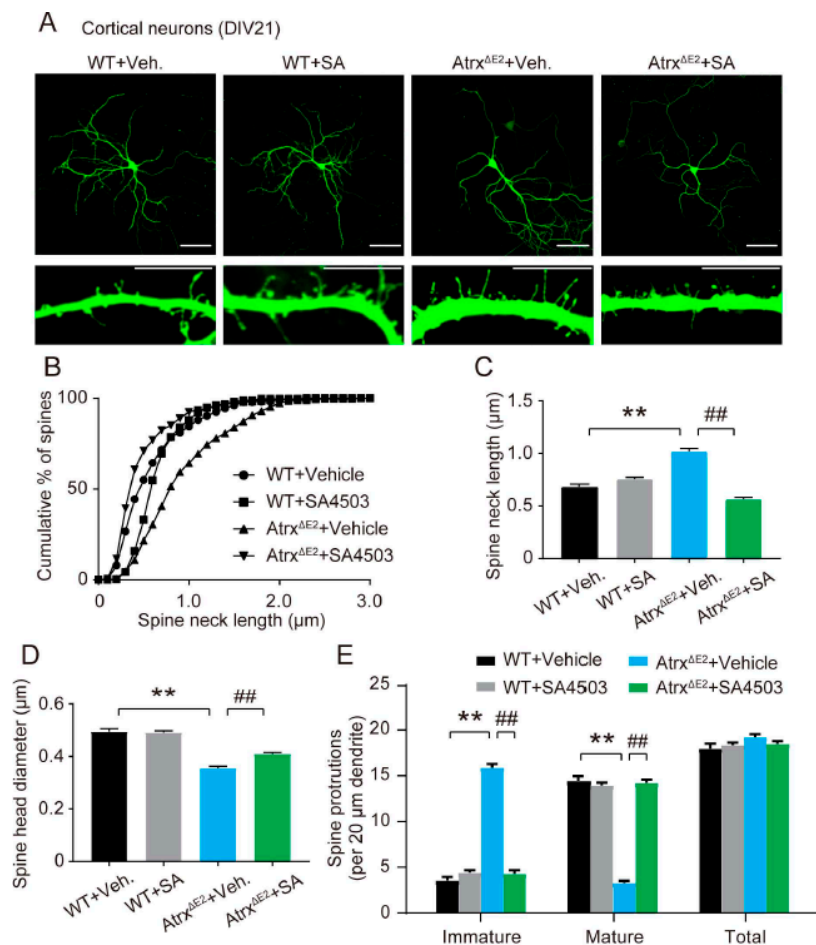 A Cortical neurons (DIV21)
WT+Veh. WT+SA Atrx^ΔE2+Veh. Atrx^ΔE2+SA
B
Cumulative % of spines
100
50
0
0 1.0 2.0 3.0
Spine neck length (μm)
WT+Vehicle
WT+SA4503
Atrx^ΔE2+Vehicle
Atrx^ΔE2+SA4503
C
Spine neck length (μm)
1.5
1.0
0.5
0
** ##
WT+Veh. WT+SA Atrx^ΔE2+Veh. Atrx^ΔE2+SA
D
Spine head diameter (μm)
0.6
0.4
0.2
0
** ##
WT+Veh. WT+SA Atrx^ΔE2+Veh. Atrx^ΔE2+SA
E
WT+Vehicle Atrx^ΔE2+Vehicle
WT+SA4503 Atrx^ΔE2+SA4503
Spine protrutions
(per 20 μm dendrite)
25
20
15
10
5
0
** ## ** ##
Immature Mature Total